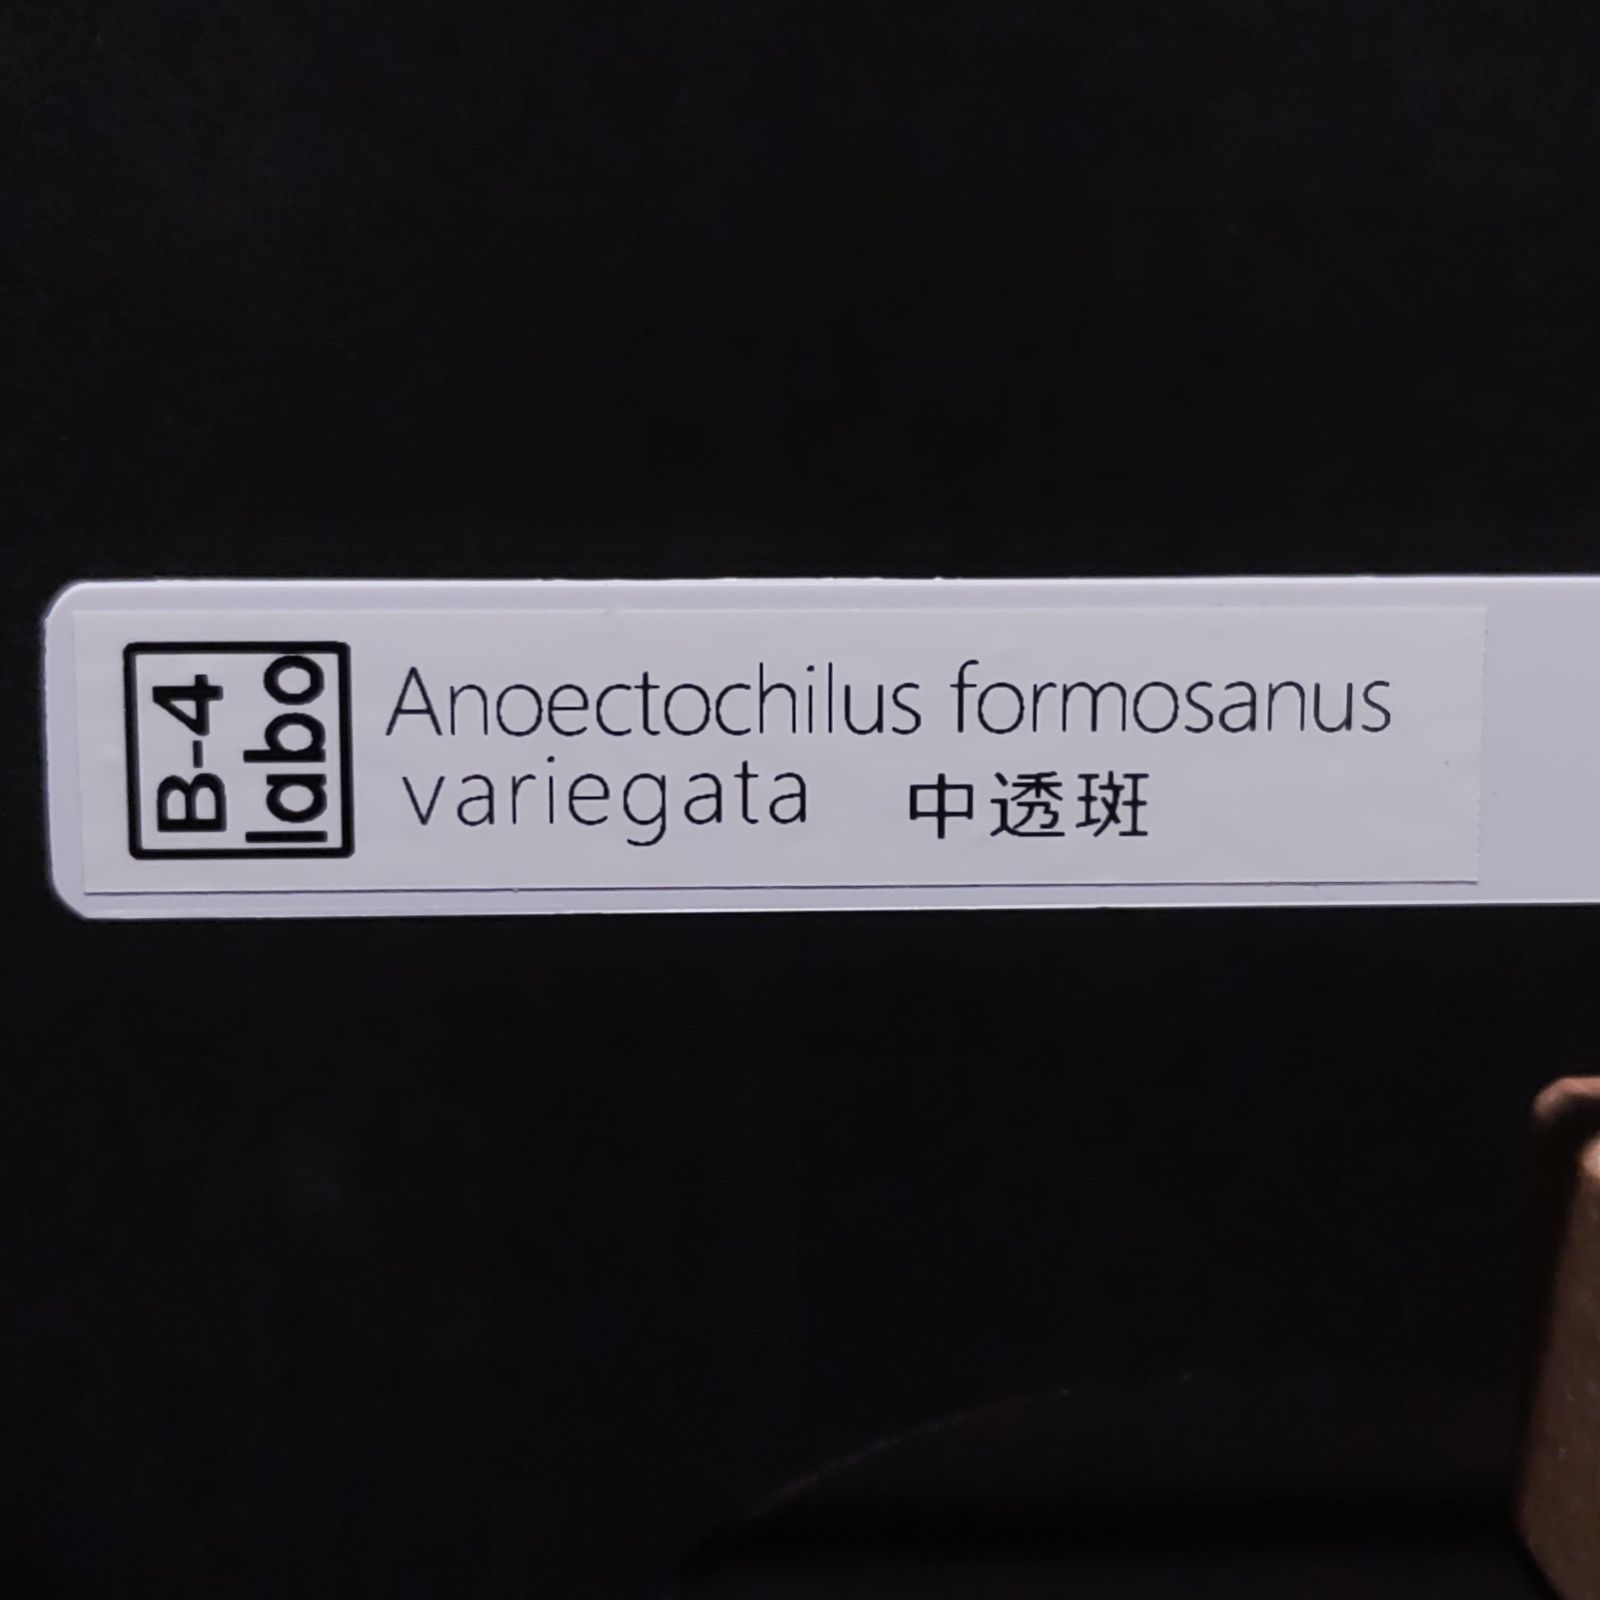 B-4
labo
Anoectochilus formosanus
variegata 中透斑